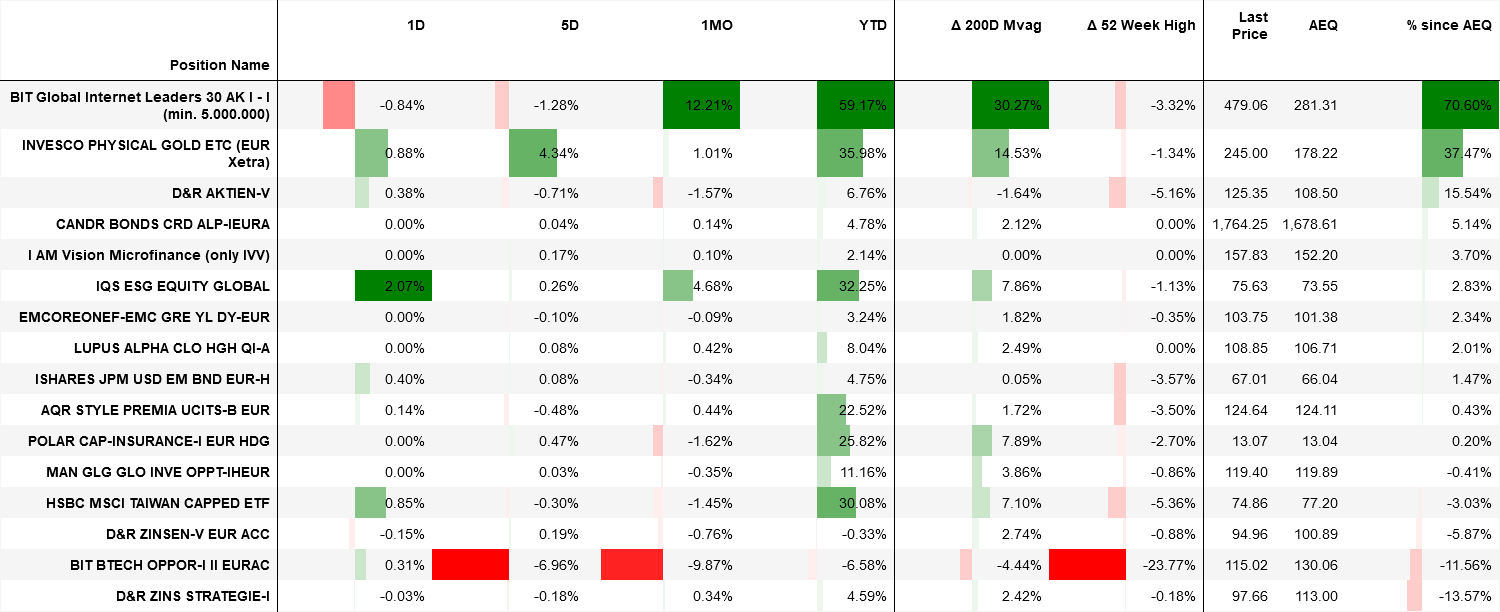 Position Name 1D 5D 1MO YTD Δ 200D Mvag Δ 52 Week High Last Price AEQ % since AEQ
BIT Global Internet Leaders 30 AK I - I (min. 5.000.000) -0.84% -1.28% 12.21% 59.17% 30.27% -3.32% 479.06 281.31 70.60%
INVESCO PHYSICAL GOLD ETC (EUR Xetra) 0.88% 4.34% 1.01% 35.98% 14.53% -1.34% 245.00 178.22 37.47%
D&R AKTIEN-V 0.38% -0.71% -1.57% 6.76% -1.64% -5.16% 125.35 108.50 15.54%
CANDR BONDS CRD ALP-IEURA 0.00% 0.04% 0.14% 4.78% 2.12% 0.00% 1,764.25 1,678.61 5.14%
I AM Vision Microfinance (only IVV) 0.00% 0.17% 0.10% 2.14% 0.00% 0.00% 157.83 152.20 3.70%
IQS ESG EQUITY GLOBAL 2.07% 0.26% 4.68% 32.25% 7.86% -1.13% 75.63 73.55 2.83%
EMCOREONEF-EMC GRE YL DY-EUR 0.00% -0.10% -0.09% 3.24% 1.82% -0.35% 103.75 101.38 2.34%
LUPUS ALPHA CLO HGH QI-A 0.00% 0.08% 0.42% 8.04% 2.49% 0.00% 108.85 106.71 2.01%
ISHARES JPM USD EM BND EUR-H 0.40% 0.08% -0.34% 4.75% 0.05% -3.57% 67.01 66.04 1.47%
AQR STYLE PREMIA UCITS-B EUR 0.14% -0.48% 0.44% 22.52% 1.72% -3.50% 124.64 124.11 0.43%
POLAR CAP-INSURANCE-I EUR HDG 0.00% 0.47% -1.62% 25.82% 7.89% -2.70% 13.07 13.04 0.20%
MAN GLG GLO INVE OPPT-IHEUR 0.00% 0.03% -0.35% 11.16% 3.86% -0.86% 119.40 119.89 -0.41%
HSBC MSCI TAIWAN CAPPED ETF 0.85% -0.30% -1.45% 30.08% 7.10% -5.36% 74.86 77.20 -3.03%
D&R ZINSEN-V EUR ACC -0.15% 0.19% -0.76% -0.33% 2.74% -0.88% 94.96 100.89 -5.87%
BIT BTECH OPPOR-I II EURAC 0.31% -6.96% -9.87% -6.58% -4.44% -23.77% 115.02 130.06 -11.56%
D&R ZINS STRATEGIE-I -0.03% -0.18% 0.34% 4.59% 2.42% -0.18% 97.66 113.00 -13.57%